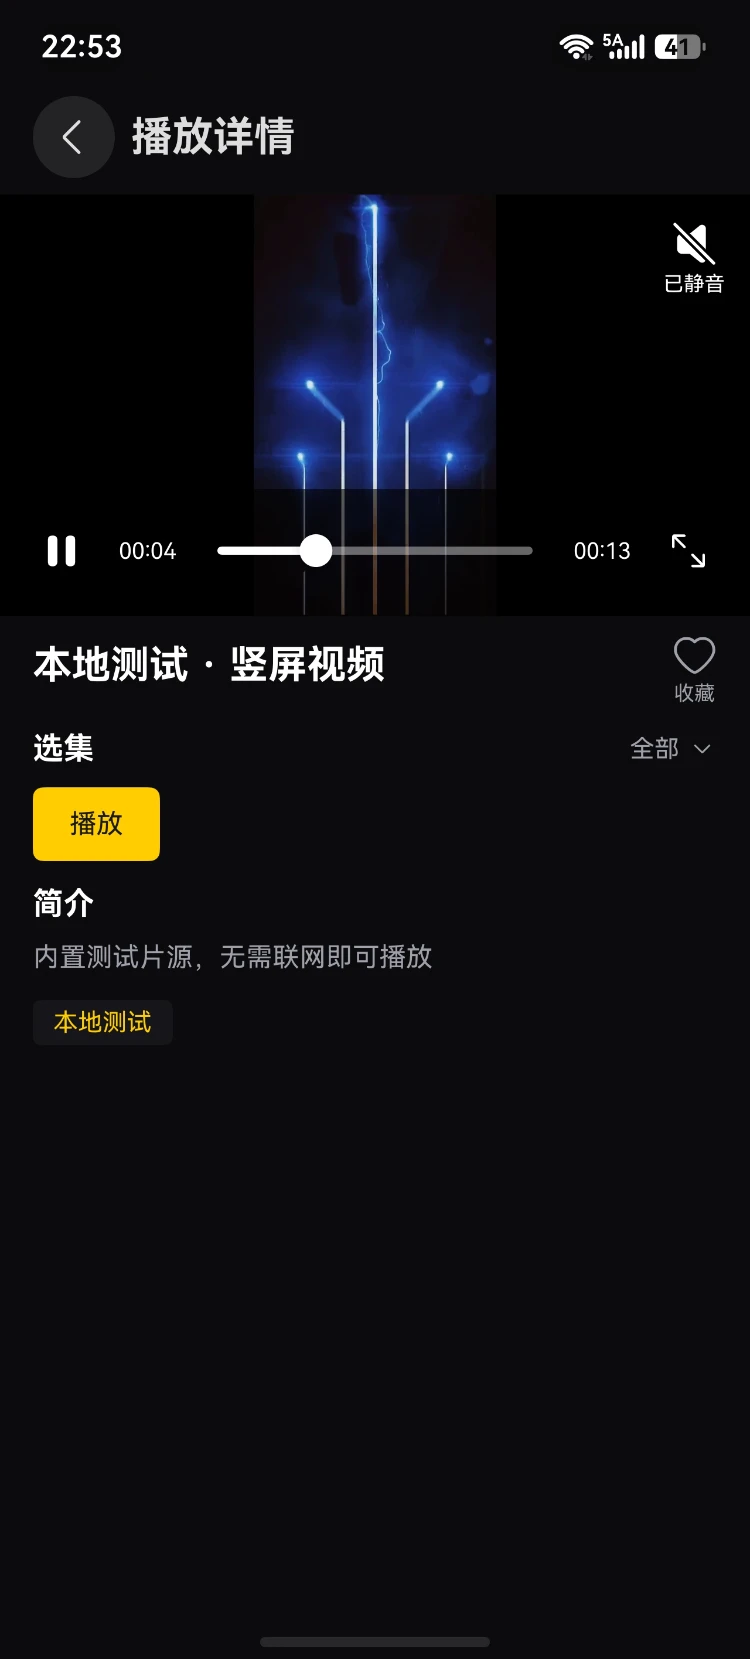 22:53
5A
41
播放详情
已静音
00:04
00:13
本地测试 · 竖屏视频
收藏
选集
全部
播放
简介
内置测试片源，无需联网即可播放
本地测试